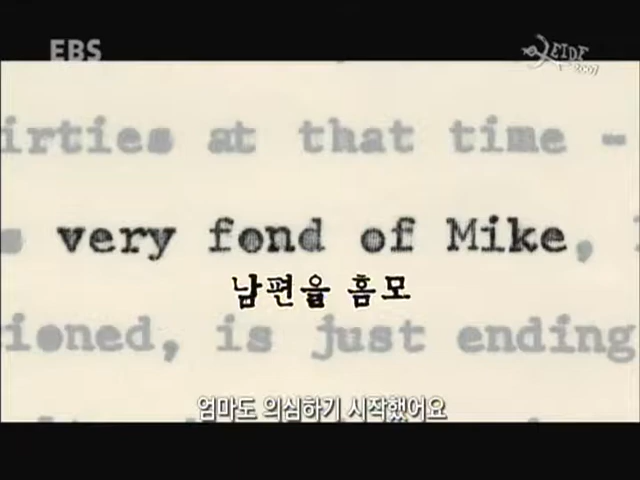 EBS
EIDF
2007
irties at that time -
very fond of Mike,
남편을 흠모
ioned, is just ending
엄마도 의심하기 시작했어요